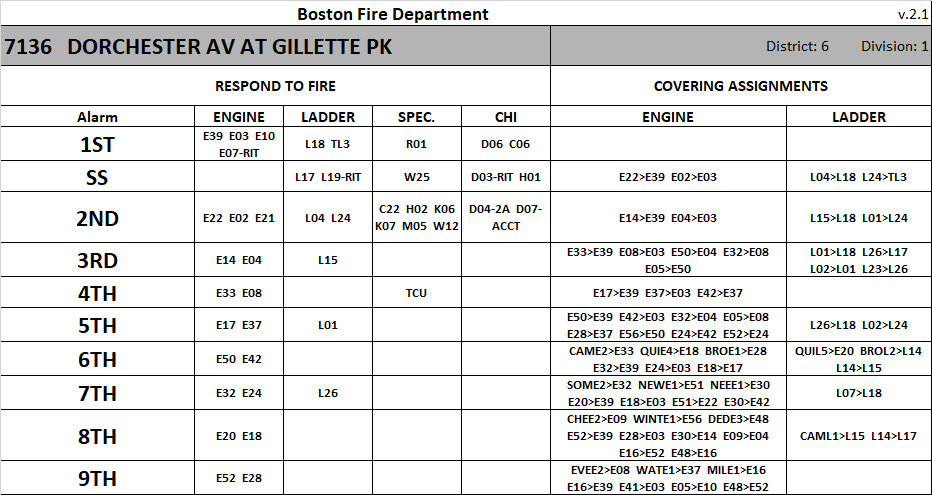 Boston Fire Department
v.2.1
7136 DORCHESTER AV AT GILLETTE PK
District: 6 Division: 1
RESPOND TO FIRE
COVERING ASSIGNMENTS
Alarm ENGINE LADDER SPEC. CHI ENGINE LADDER
1ST
E39 E03 E10
E07-RIT
L18 TL3
R01
D06 C06
SS
L17 L19-RIT
W25
D03-RIT H01
E22>E39 E02>E03
L04>L18 L24>TL3
2ND
E22 E02 E21
L04 L24
C22 H02 K06
K07 M05 W12
D04-2A D07-
ACCT
E14>E39 E04>E03
L15>L18 L01>L24
3RD
E14 E04
L15
E33>E39 E08>E03 E50>E04 E32>E08
E05>E50
L01>L18 L26>L17
L02>L01 L23>L26
4TH
E33 E08
TCU
E17>E39 E37>E03 E42>E37
5TH
E17 E37
L01
E50>E39 E42>E03 E32>E04 E05>E08
E28>E37 E56>E50 E24>E42 E52>E24
L26>L18 L02>L24
6TH
E50 E42
CAME2>E33 QUIE4>E18 BROE1>E28
E32>E39 E24>E03 E18>E17
QUIL5>E20 BROL2>L14
L14>L15
7TH
E32 E24
L26
SOME2>E32 NEWE1>E51 NEEE1>E30
E20>E39 E18>E03 E51>E22 E30>E42
L07>L18
8TH
E20 E18
CHEE2>E09 WINTE1>E56 DEDE3>E48
E52>E39 E28>E03 E30>E14 E09>E04
E16>E52 E48>E16
CAML1>L15 L14>L17
9TH
E52 E28
EVEE2>E08 WATE1>E37 MILE1>E16
E16>E39 E41>E03 E05>E10 E48>E52